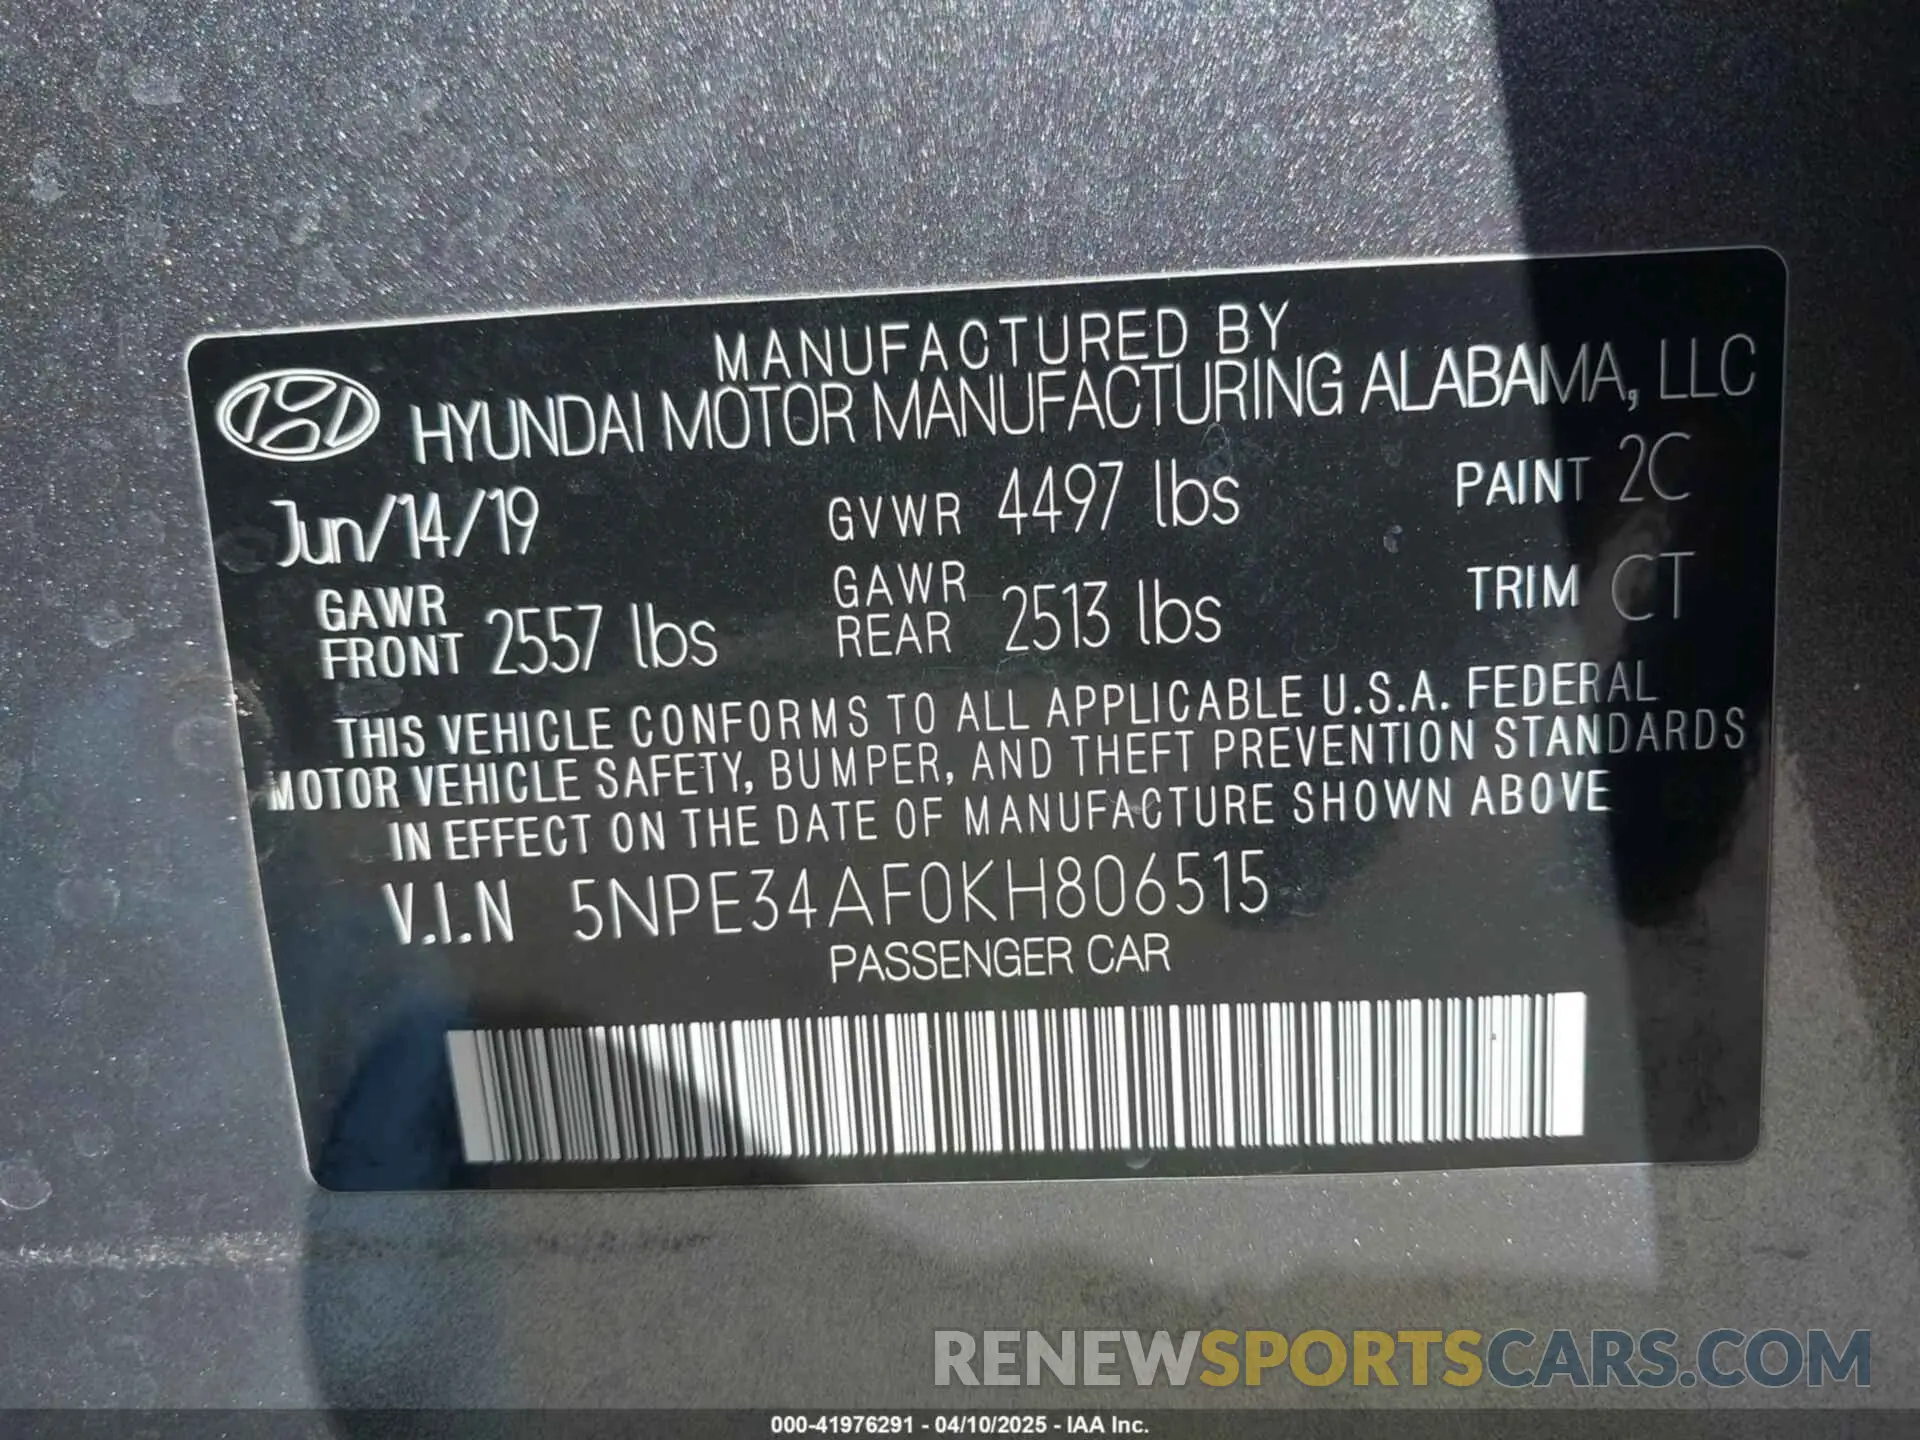 MANUFACTURED BY
HYUNDAI MOTOR MANUFACTURING ALABAMA, LLC
Jun/14/19 GVWR 4497 lbs PAINT 2C
GAWR FRONT 2557 lbs GAWR REAR 2513 lbs TRIM CT
THIS VEHICLE CONFORMS TO ALL APPLICABLE U.S.A. FEDERAL
MOTOR VEHICLE SAFETY, BUMPER, AND THEFT PREVENTION STANDARDS
IN EFFECT ON THE DATE OF MANUFACTURE SHOWN ABOVE
V.I.N 5NPE34AF0KH806515
PASSENGER CAR
RENEWSPORTSCARS.COM
000-41976291 - 04/10/2025 - IAA Inc.